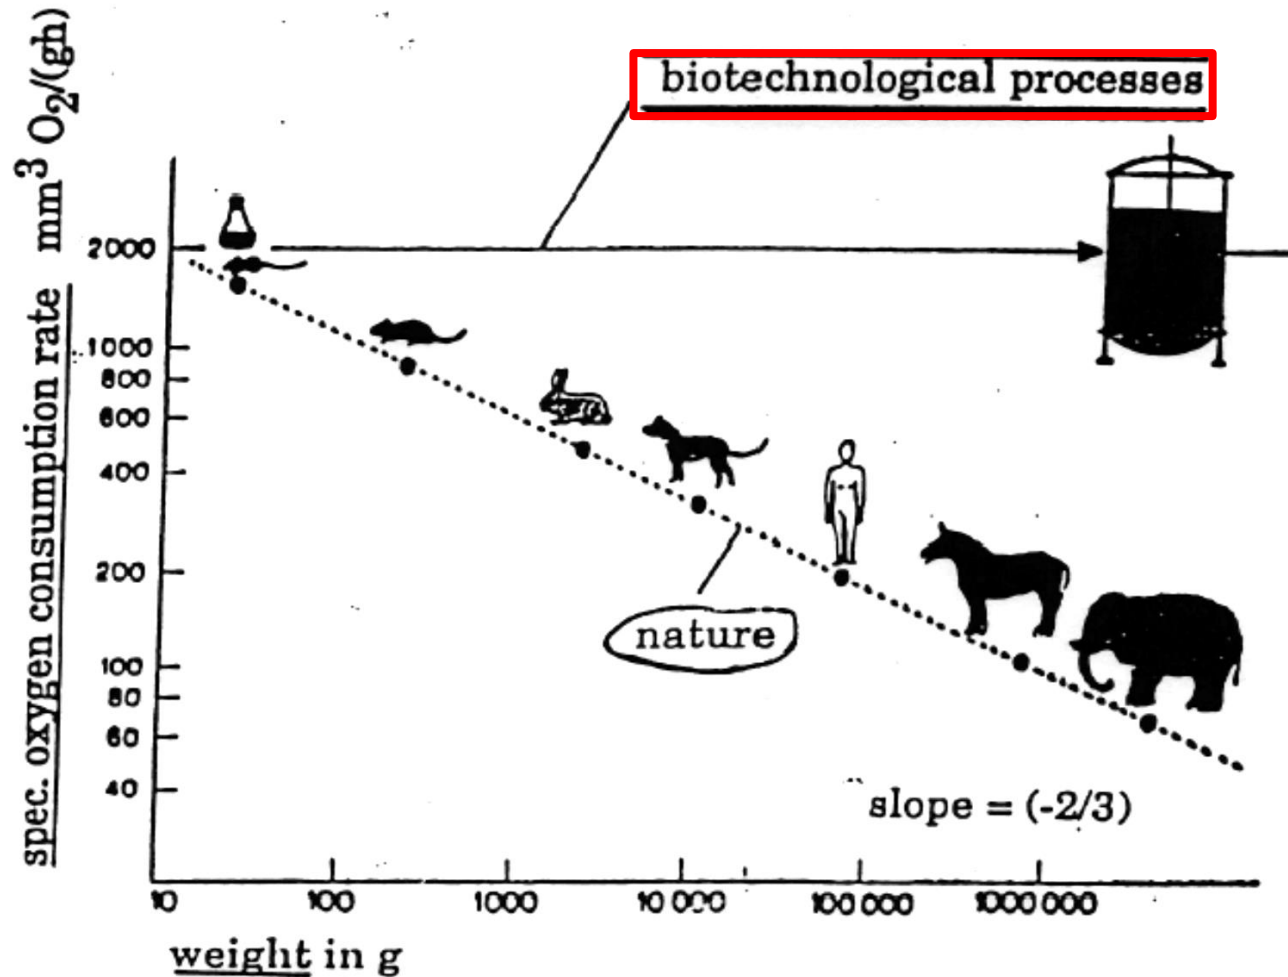 spec. oxygen consumption rate mm³ O₂/(gh)
biotechnological processes
2000
1000
800
600
400
200
100
80
60
40
nature
slope = (-2/3)
10 100 1000 10 000 100 000 1000 000
weight in g